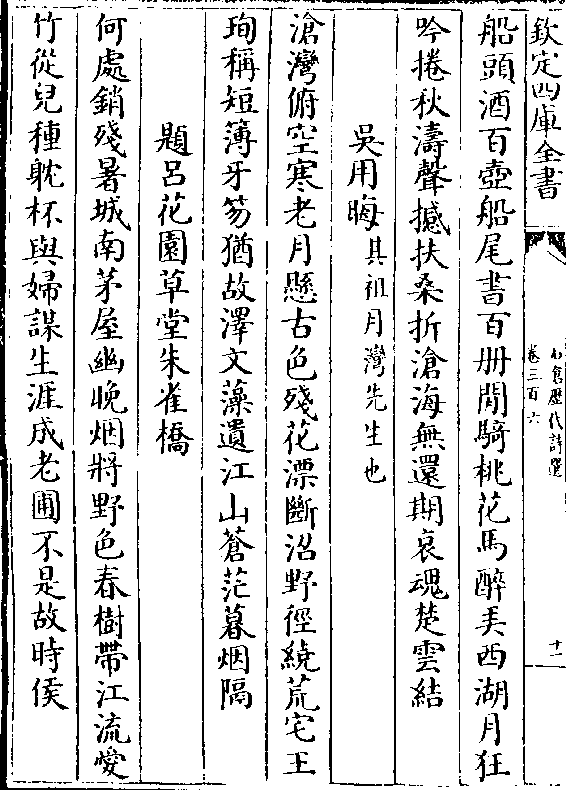 欽定四庫全書
石倉歷代詩選
卷三百六
十一
船頭酒百壺船尾書百册閒騎桃花馬醉弄西湖月狂
吟捲秋濤聲撼扶桑折滄海無還期哀魂楚雲結
吳用晦其祖月灣先生也
滄灣俯空寒老月懸古色殘花漂斷沼野徑繞荒宅王
珣稱短簿牙笏猶故澤文藻遺江山蒼茫暮烟隔
題呂花園草堂朱雀橋
何處銷殘暑城南茅屋幽晚烟將野色春樹帶江流愛
竹從兒種躭杯與婦謀生涯成老圃不是故時侯